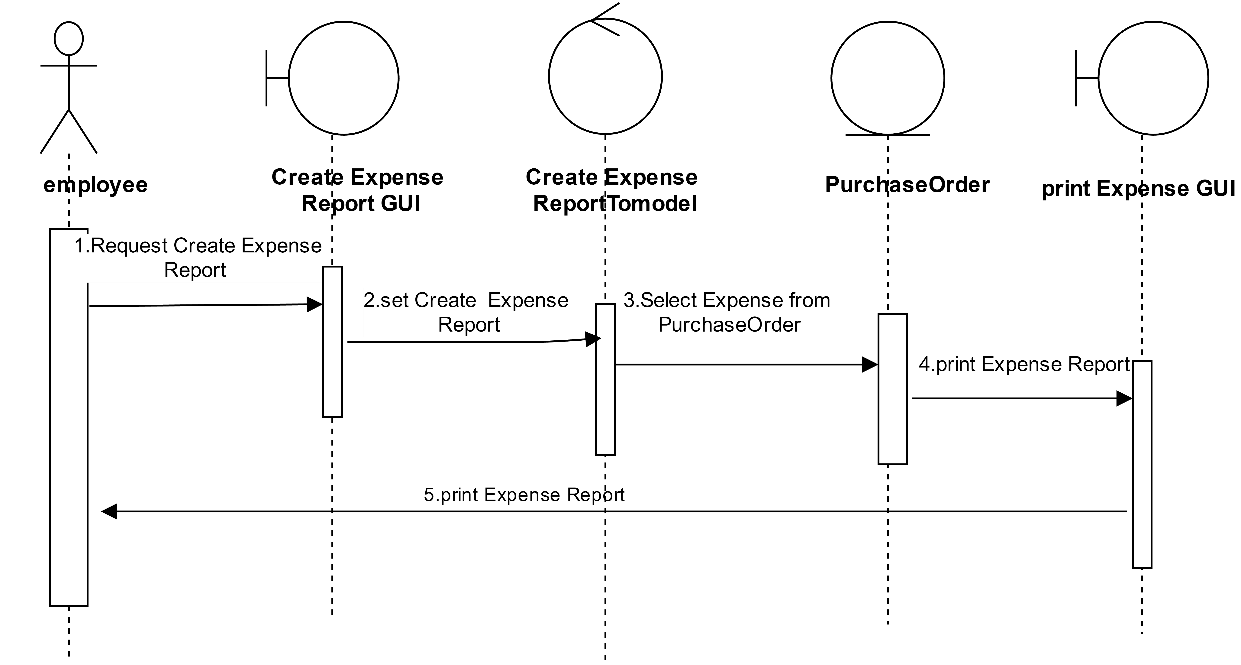 employee
Create Expense
Report GUI
Create Expense
ReportTomodel
PurchaseOrder
print Expense GUI
1.Request Create Expense
Report
2.set Create  Expense
Report
3.Select Expense from
PurchaseOrder
4.print Expense Report
5.print Expense Report